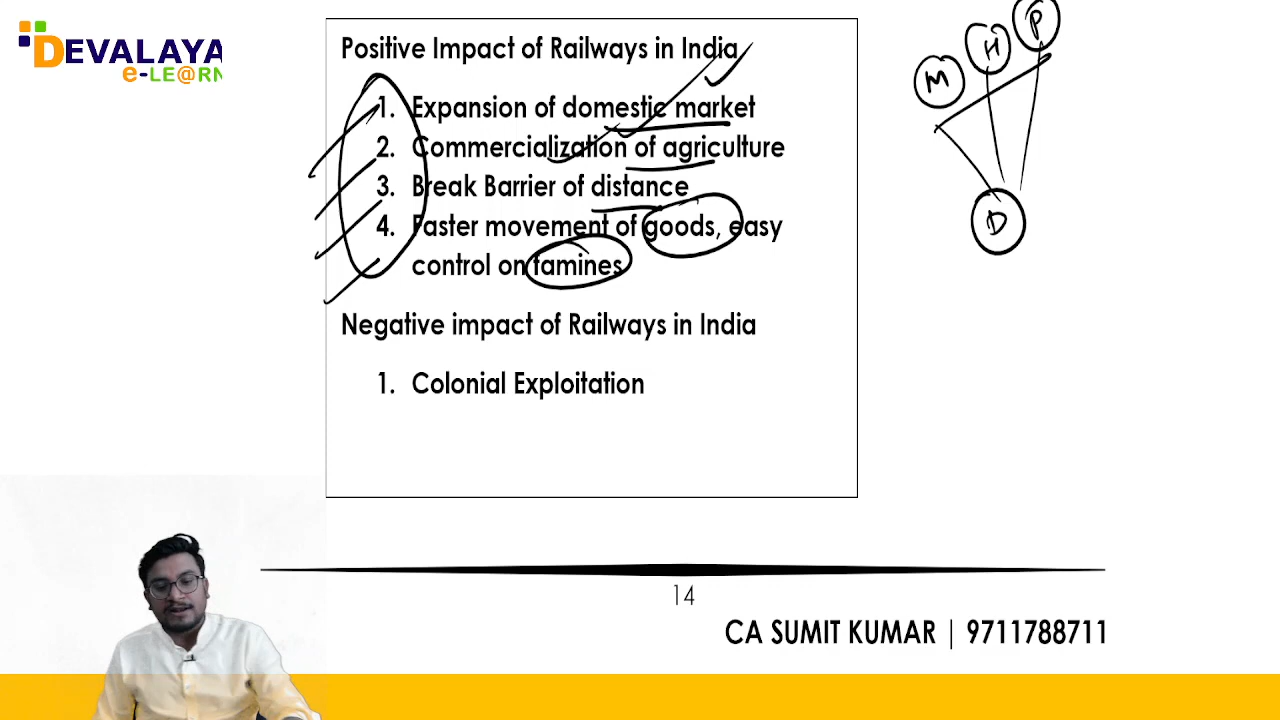 DEVALAYA
e-LE@RN
Positive Impact of Railways in India
1. Expansion of domestic market
2. Commercialization of agriculture
3. Break Barrier of distance
4. Faster movement of goods, easy
control on famines
Negative impact of Railways in India
1. Colonial Exploitation
M H P
D
14
CA SUMIT KUMAR | 9711788711